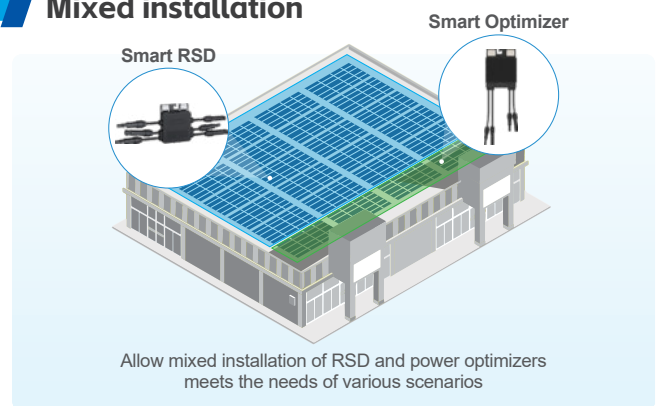 Mixed installation
Smart Optimizer
Smart RSD
Allow mixed installation of RSD and power optimizers
meets the needs of various scenarios